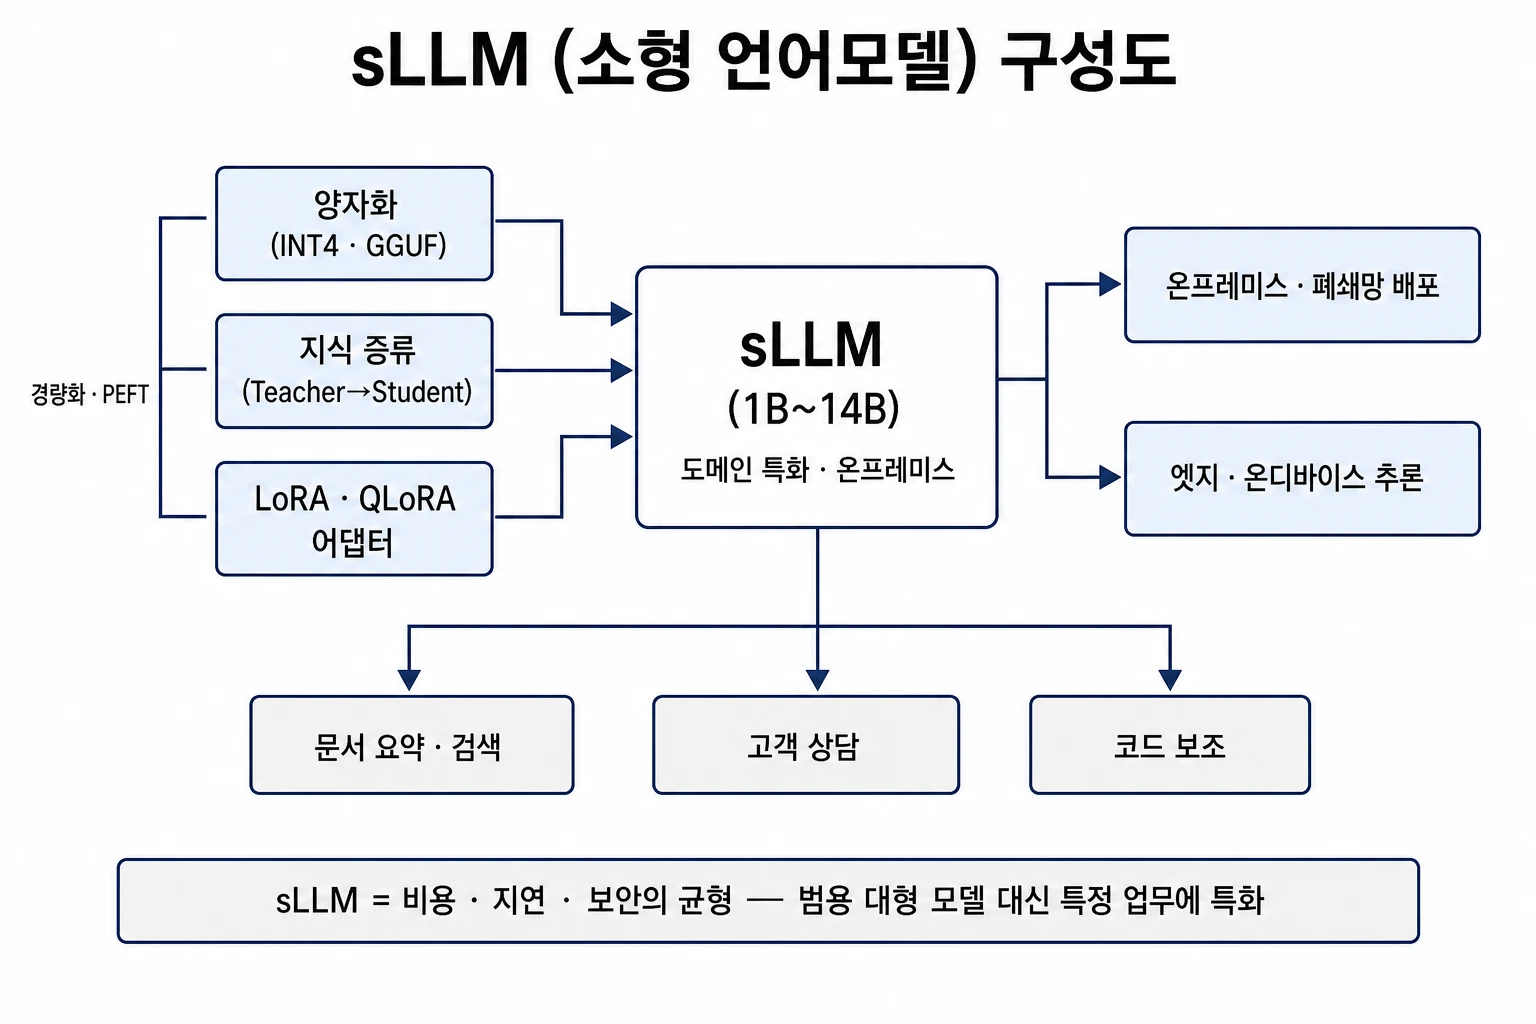 sLLM (소형 언어모델) 구성도
경량화 · PEFT
양자화
(INT4 · GGUF)
지식 증류
(Teacher→Student)
LoRA · QLoRA
어댑터
sLLM
(1B~14B)
도메인 특화 · 온프레미스
온프레미스 · 폐쇄망 배포
엣지 · 온디바이스 추론
문서 요약 · 검색
고객 상담
코드 보조
sLLM = 비용 · 지연 · 보안의 균형 — 범용 대형 모델 대신 특정 업무에 특화